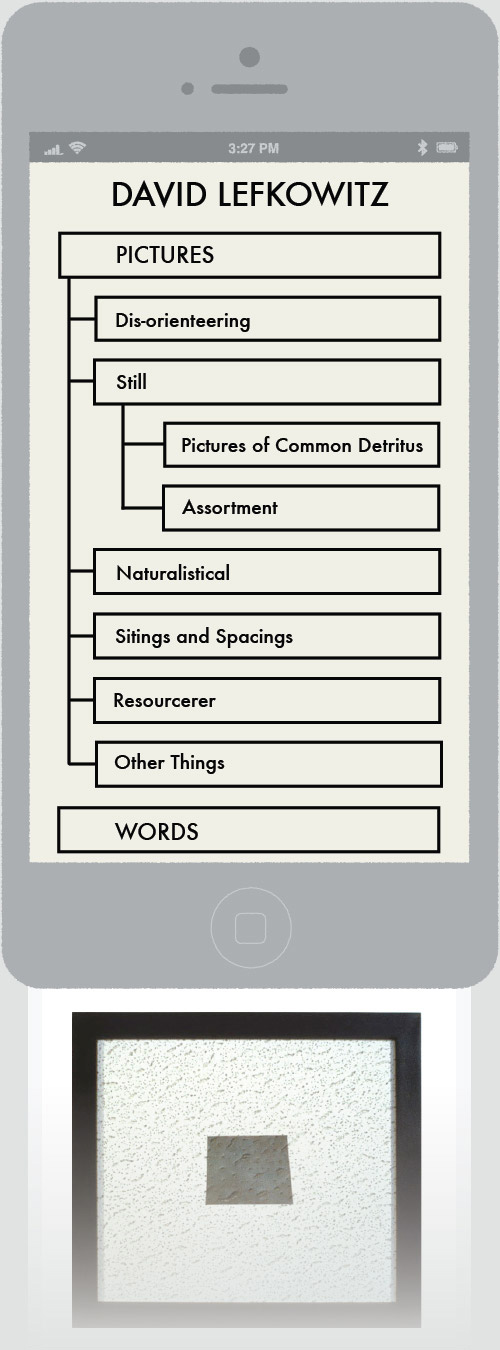 3:27 PM
DAVID LEFKOWITZ
PICTURES
Dis-orienteering
Still
Pictures of Common Detritus
Assortment
Naturalistical
Sitings and Spacings
Resourcerer
Other Things
WORDS